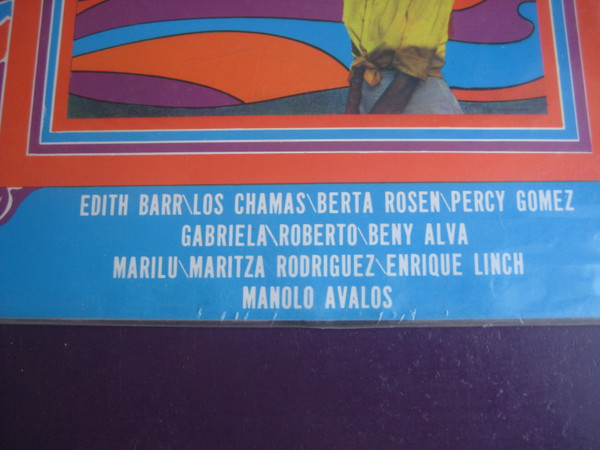 EDITH BARR\LOS CHAMAS\BERTA ROSEN\PERCY GOMEZ
GABRIELA\ROBERTO\BENY ALVA
MARILU\MARITZA RODRIGUEZ\ENRIQUE LINCH
MANOLO AVALOS